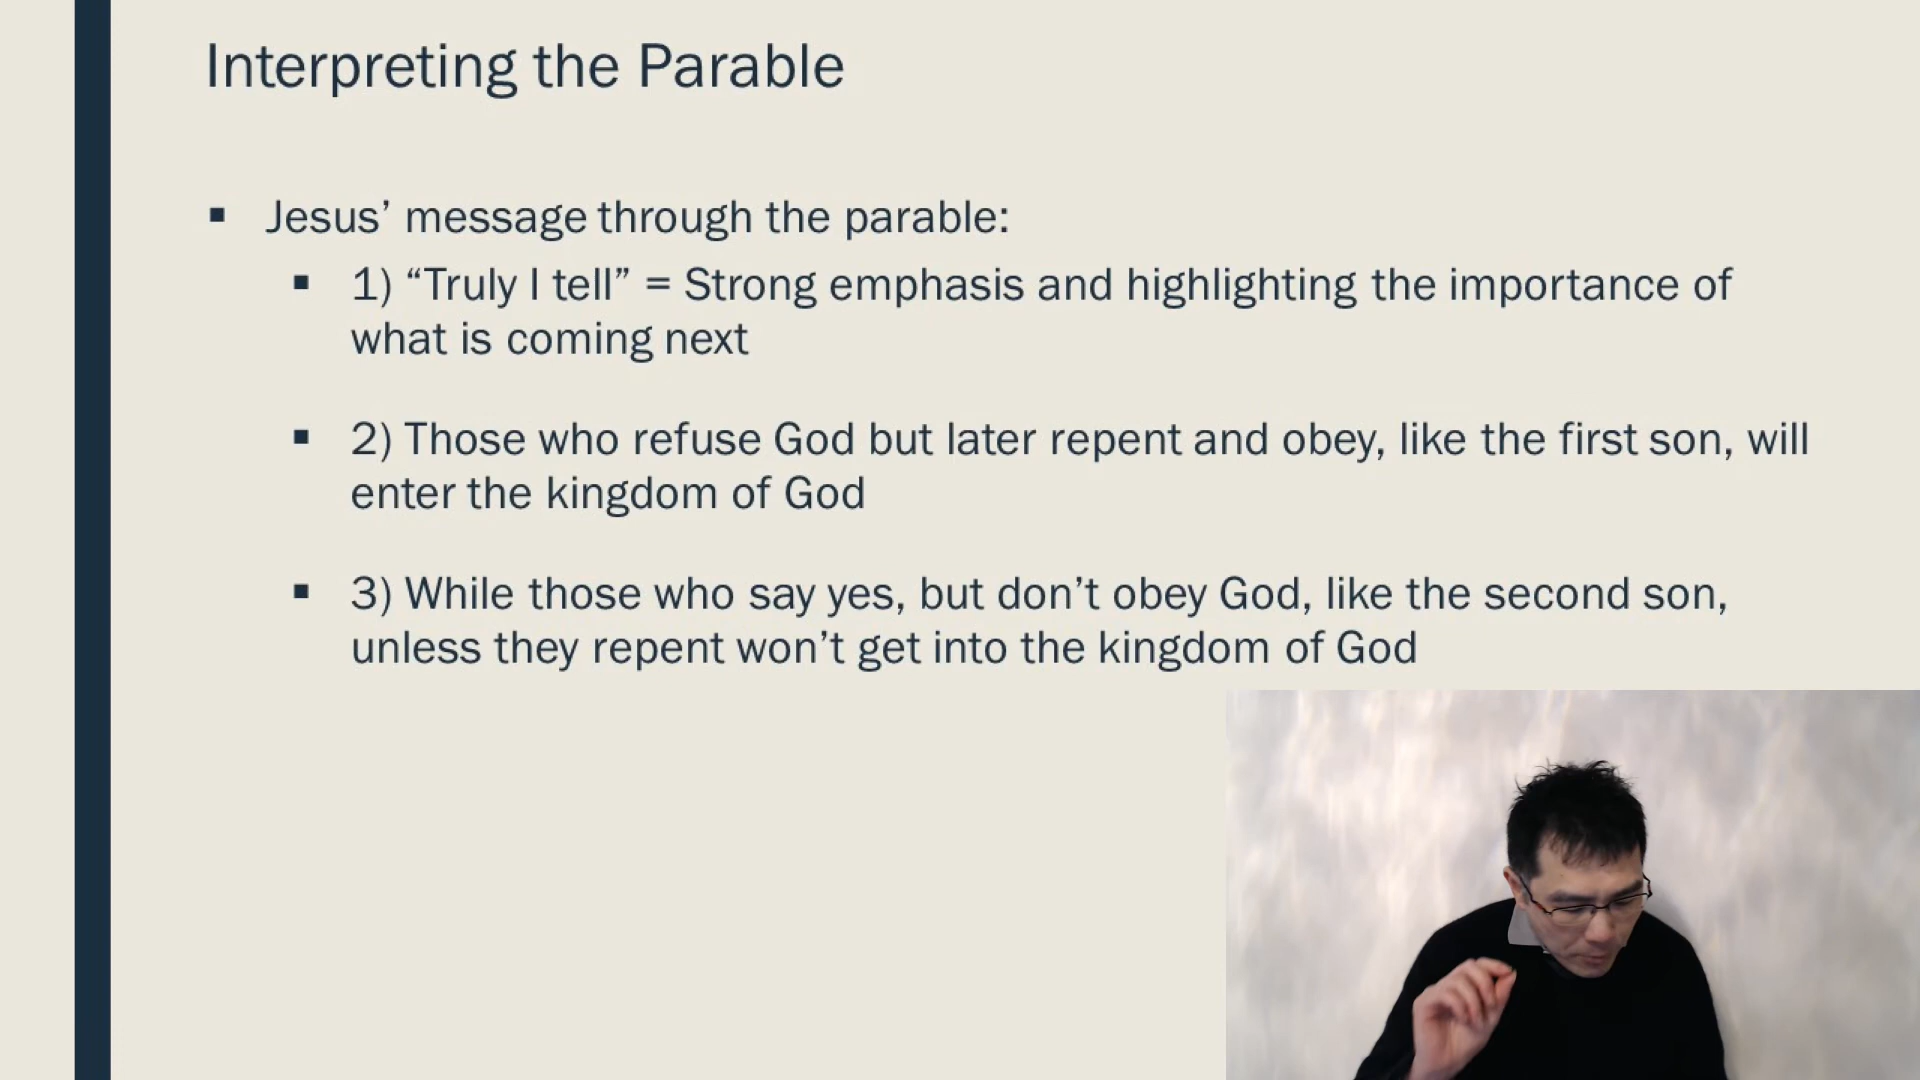 Interpreting the Parable
Jesus’ message through the parable:
1) “Truly I tell” = Strong emphasis and highlighting the importance of
what is coming next
2) Those who refuse God but later repent and obey, like the first son, will
enter the kingdom of God
3) While those who say yes, but don’t obey God, like the second son,
unless they repent won’t get into the kingdom of God